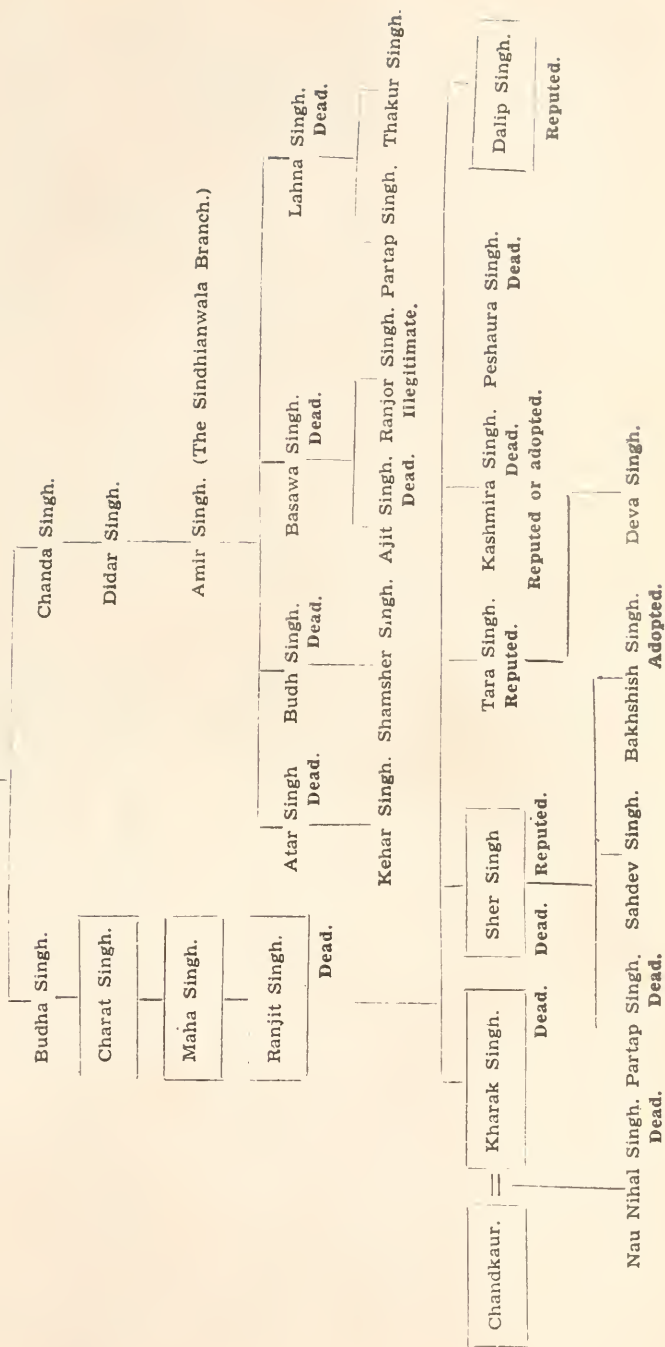 Budha Singh. Chanda Singh.
Charat Singh. Didar Singh.
Maha Singh. Amir Singh. (The Sindhianwala Branch.)
Ranjit Singh. Atar Singh Budh Singh. Basawa Singh. Lahna Singh.
Dead. Dead. Dead. Dead. Dead.
Kehar Singh. Shamsher Singh. Ajit Singh. Ranjor Singh. Partap Singh. Thakur Singh.
Dead. Illegitimate.
Chandkaur. = Kharak Singh. Sher Singh Tara Singh. Kashmira Singh. Peshaura Singh. Dalip Singh.
Dead. Dead. Reputed. Reputed. Dead. Dead. Reputed.
Reputed or adopted.
Nau Nihal Singh. Partap Singh. Sahdev Singh. Bakhshish Singh. Deva Singh.
Dead. Dead. Adopted.